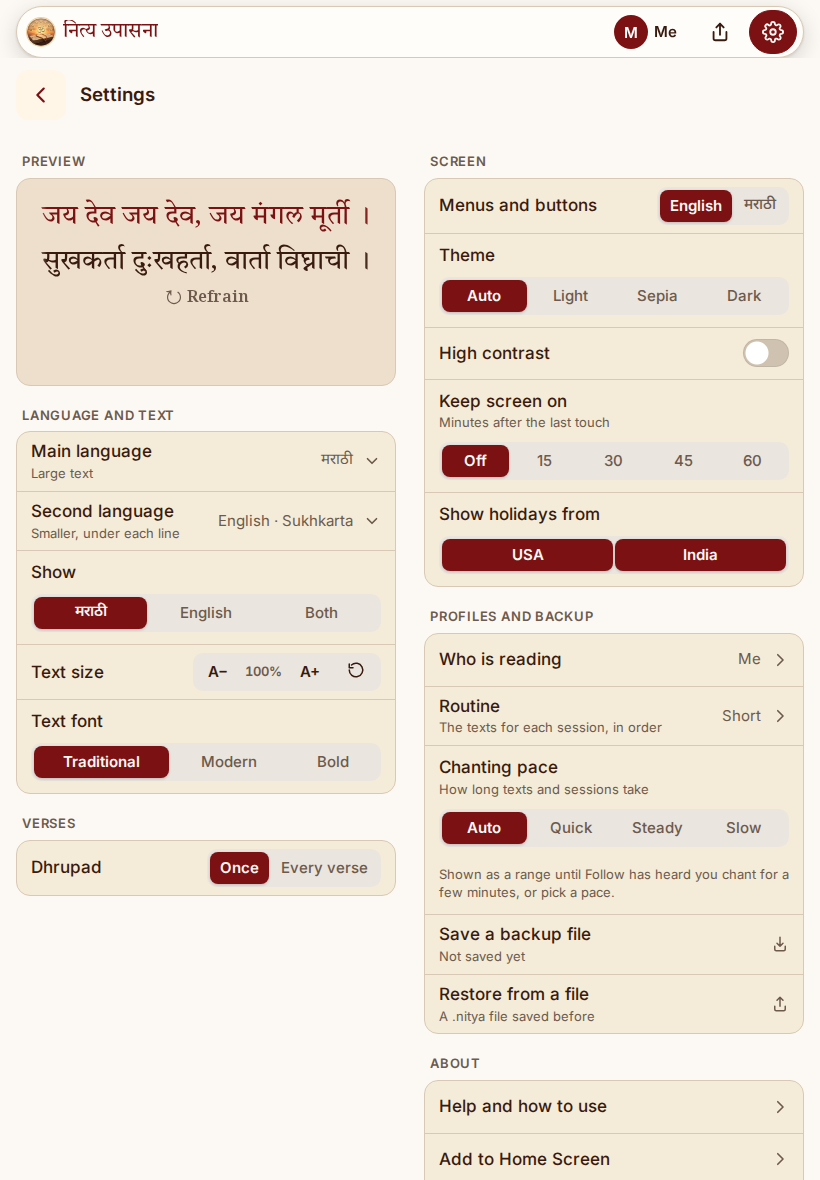 नित्य उपासना
M Me
Settings
PREVIEW
जय देव जय देव, जय मंगल मूर्ती ।
सुखकर्ता दुःखहर्ता, वार्ता विघ्नाची ।
↻ Refrain
LANGUAGE AND TEXT
Main language
Large text
मराठी
Second language
Smaller, under each line
English · Sukhkarta
Show
मराठी English Both
Text size
A− 100% A+
Text font
Traditional Modern Bold
VERSES
Dhrupad
Once Every verse
SCREEN
Menus and buttons
English मराठी
Theme
Auto Light Sepia Dark
High contrast
Keep screen on
Minutes after the last touch
Off 15 30 45 60
Show holidays from
USA India
PROFILES AND BACKUP
Who is reading
Me
Routine
The texts for each session, in order
Short
Chanting pace
How long texts and sessions take
Auto Quick Steady Slow
Shown as a range until Follow has heard you chant for a
few minutes, or pick a pace.
Save a backup file
Not saved yet
Restore from a file
A .nitya file saved before
ABOUT
Help and how to use
Add to Home Screen